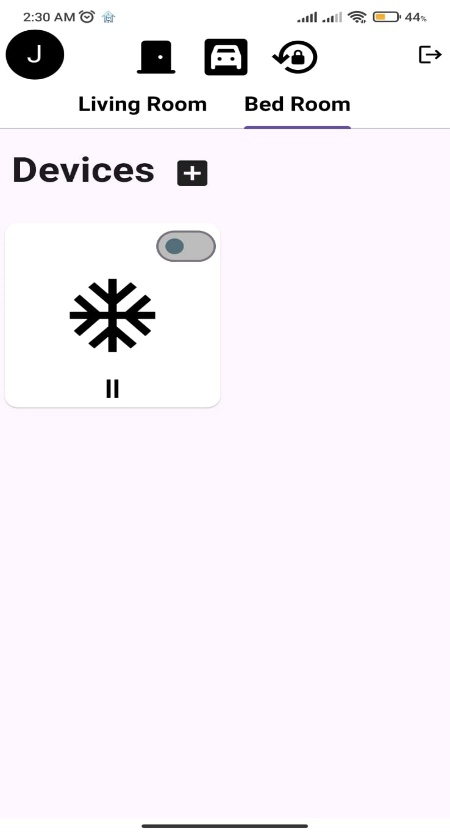 2:30 AM 44%
J
Living Room Bed Room
Devices
II